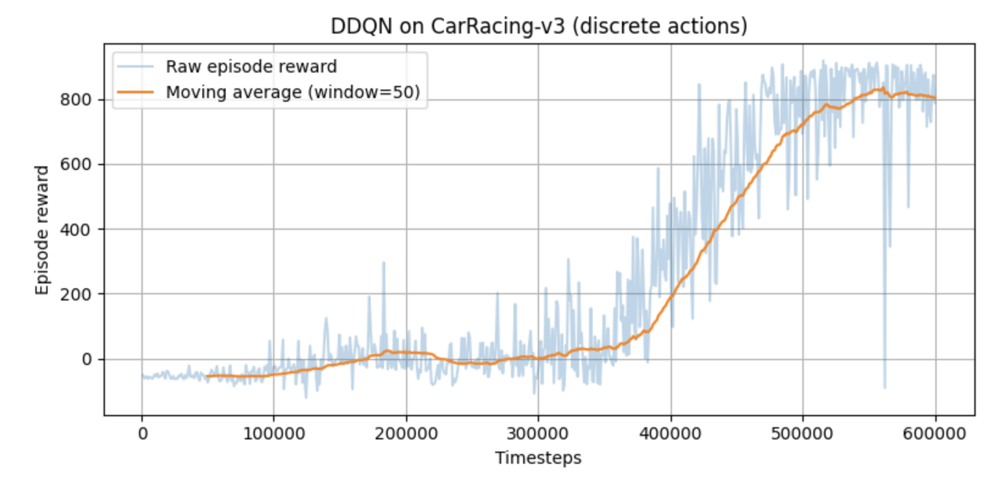 DDQN on CarRacing-v3 (discrete actions)
Raw episode reward
Moving average (window=50)
Episode reward
800
600
400
200
0
0 100000 200000 300000 400000 500000 600000
Timesteps